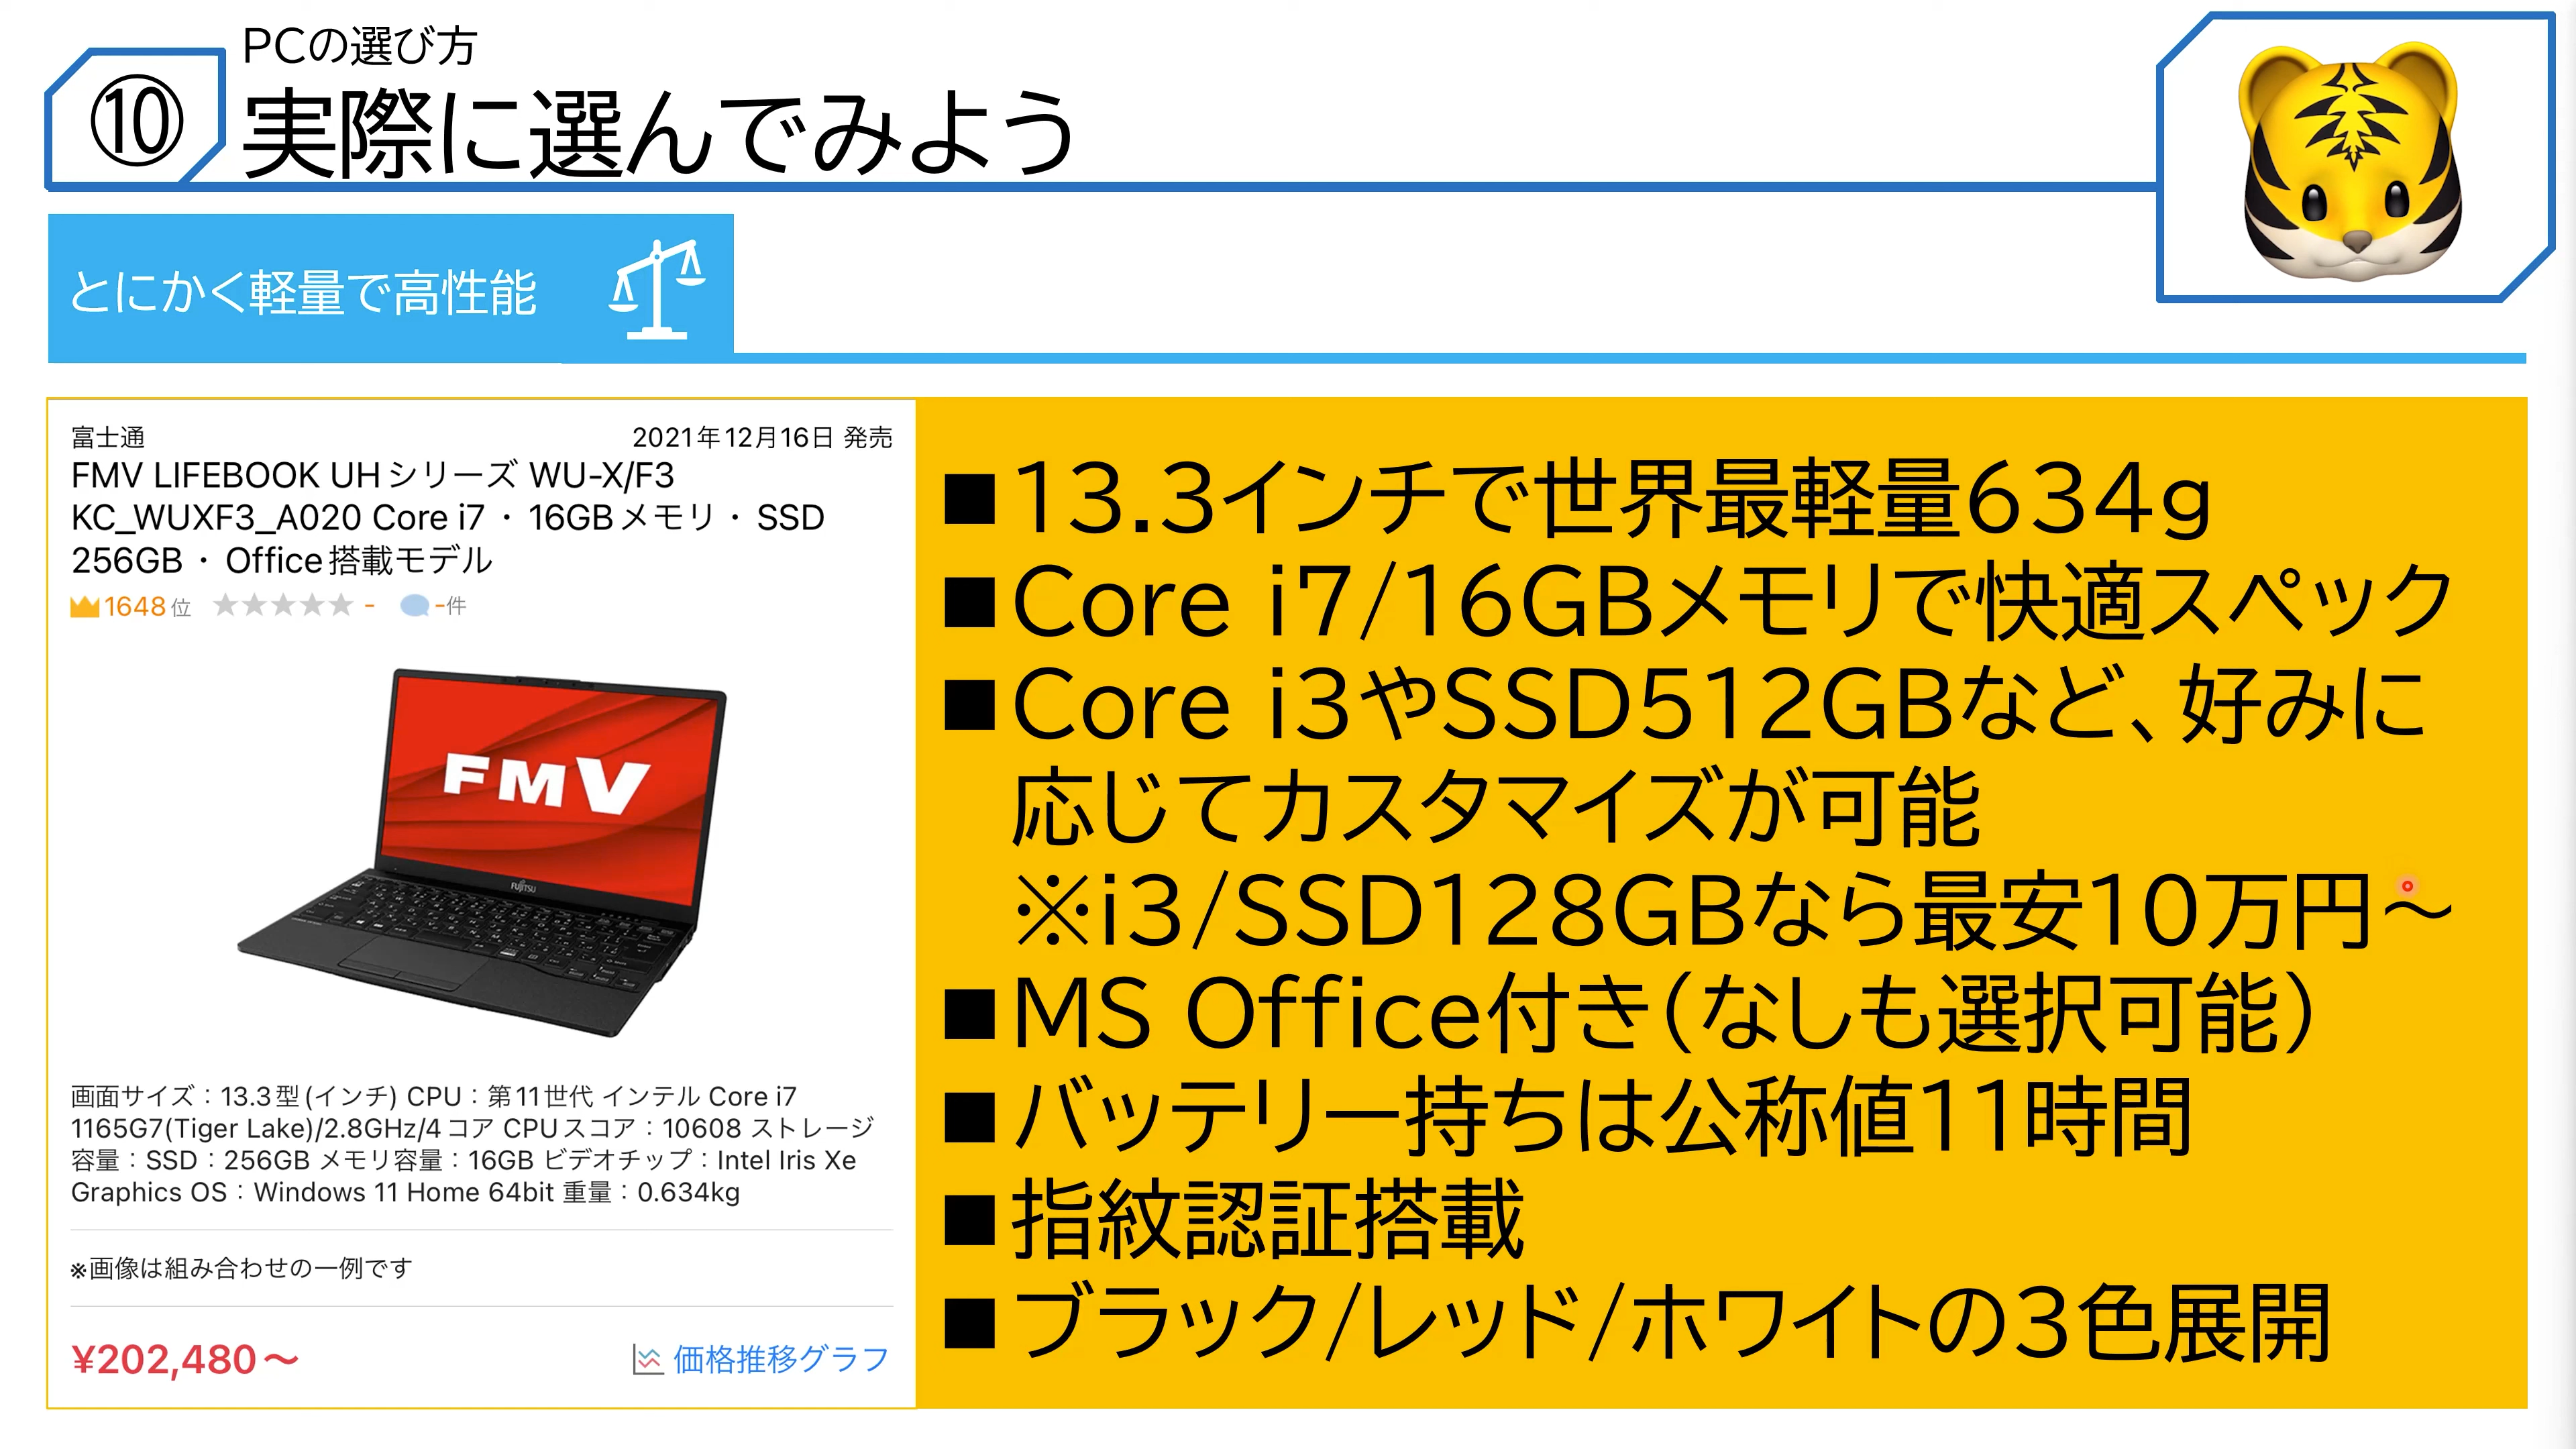 PCの選び方
⑩ 実際に選んでみよう
とにかく軽量で高性能
富士通 2021年12月16日 発売
FMV LIFEBOOK UHシリーズ WU-X/F3
KC_WUXF3_A020 Core i7・16GBメモリ・SSD
256GB・Office搭載モデル
1648位 ★★★★★ - -件
FMV
FUJITSU
画面サイズ：13.3型(インチ) CPU：第11世代 インテル Core i7
1165G7(Tiger Lake)/2.8GHz/4コア CPUスコア：10608 ストレージ
容量：SSD：256GB メモリ容量：16GB ビデオチップ：Intel Iris Xe
Graphics OS：Windows 11 Home 64bit 重量：0.634kg
※画像は組み合わせの一例です
¥202,480～ 価格推移グラフ
■13.3インチで世界最軽量634g
■Core i7/16GBメモリで快適スペック
■Core i3やSSD512GBなど、好みに
応じてカスタマイズが可能
※i3/SSD128GBなら最安10万円～
■MS Office付き（なしも選択可能）
■バッテリー持ちは公称値11時間
■指紋認証搭載
■ブラック/レッド/ホワイトの3色展開